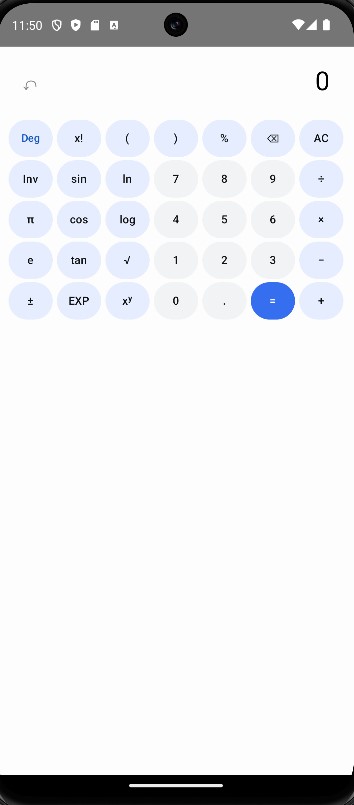 11:50
0
Deg x! ( ) % ⌫ AC
Inv sin ln 7 8 9 ÷
π cos log 4 5 6 ×
e tan √ 1 2 3 −
± EXP xʸ 0 . = +